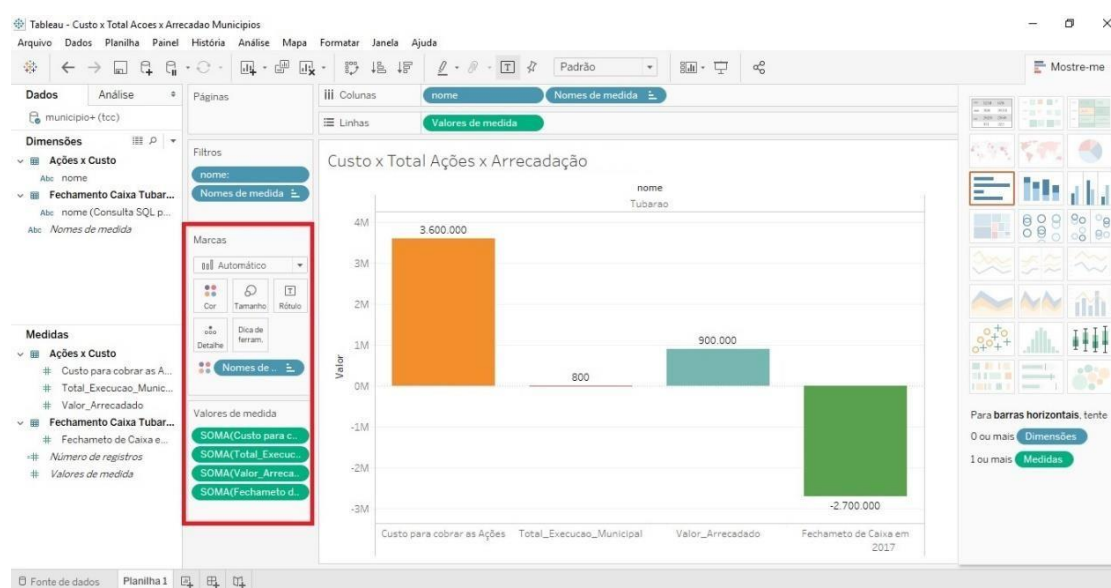 Tableau - Custo x Total Acoes x Arrecadao Municipios
Arquivo Dados Planilha Painel História Análise Mapa Formatar Janela Ajuda
Padrão
Mostre-me
Dados Análise
municipio+ (tcc)
Dimensões
Ações x Custo
Abc nome
Fechamento Caixa Tubar...
Abc nome (Consulta SQL p...
Abc Nomes de medida
Medidas
Ações x Custo
# Custo para cobrar as A...
# Total_Execucao_Munic...
# Valor_Arrecadado
Fechamento Caixa Tubar...
# Fechameto de Caixa e...
=# Número de registros
# Valores de medida
Páginas
Filtros
nome:
Nomes de medida
Marcas
Automático
Cor Tamanho Rótulo
Detalhe Dica de ferram.
Nomes de ..
Valores de medida
SOMA(Custo para c..
SOMA(Total_Execuc..
SOMA(Valor_Arreca..
SOMA(Fechameto d..
Colunas nome Nomes de medida
Linhas Valores de medida
Custo x Total Ações x Arrecadação
nome
Tubarao
Valor
4M
3M
2M
1M
0M
-1M
-2M
-3M
3.600.000
800
900.000
-2.700.000
Custo para cobrar as Ações Total_Execucao_Municipal Valor_Arrecadado Fechameto de Caixa em 2017
Para barras horizontais, tente
0 ou mais Dimensões
1 ou mais Medidas
Fonte de dados Planilha 1